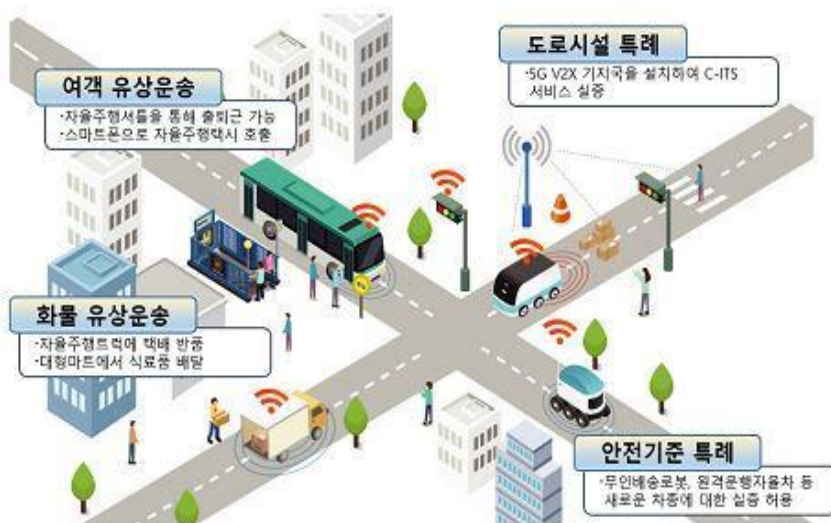 여객 유상운송
·자율주행셔틀을 통해 출퇴근 가능
·스마트폰으로 자율주행택시 호출
도로시설 특례
·5G V2X 기지국을 설치하여 C-ITS
서비스 실증
화물 유상운송
·자율주행트럭에 택배 반품
·대형마트에서 식료품 배달
안전기준 특례
·무인배송로봇, 원격운행자율차 등
새로운 차종에 대한 실증 허용